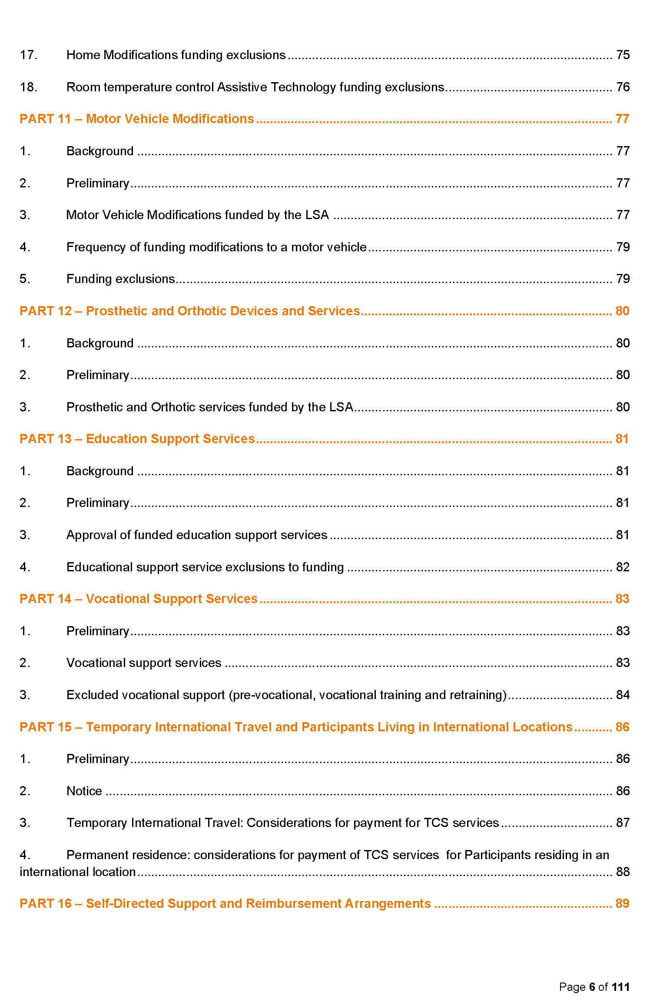 17. Home Modifications funding exclusions ........ 75
18. Room temperature control Assistive Technology funding exclusions ........ 76
PART 11 – Motor Vehicle Modifications ........ 77
1. Background ........ 77
2. Preliminary ........ 77
3. Motor Vehicle Modifications funded by the LSA ........ 77
4. Frequency of funding modifications to a motor vehicle ........ 79
5. Funding exclusions ........ 79
PART 12 – Prosthetic and Orthotic Devices and Services ........ 80
1. Background ........ 80
2. Preliminary ........ 80
3. Prosthetic and Orthotic services funded by the LSA ........ 80
PART 13 – Education Support Services ........ 81
1. Background ........ 81
2. Preliminary ........ 81
3. Approval of funded education support services ........ 81
4. Educational support service exclusions to funding ........ 82
PART 14 – Vocational Support Services ........ 83
1. Preliminary ........ 83
2. Vocational support services ........ 83
3. Excluded vocational support (pre-vocational, vocational training and retraining) ........ 84
PART 15 – Temporary International Travel and Participants Living in International Locations ........ 86
1. Preliminary ........ 86
2. Notice ........ 86
3. Temporary International Travel: Considerations for payment for TCS services ........ 87
4. Permanent residence: considerations for payment of TCS services for Participants residing in an
international location ........ 88
PART 16 – Self-Directed Support and Reimbursement Arrangements ........ 89
Page 6 of 111